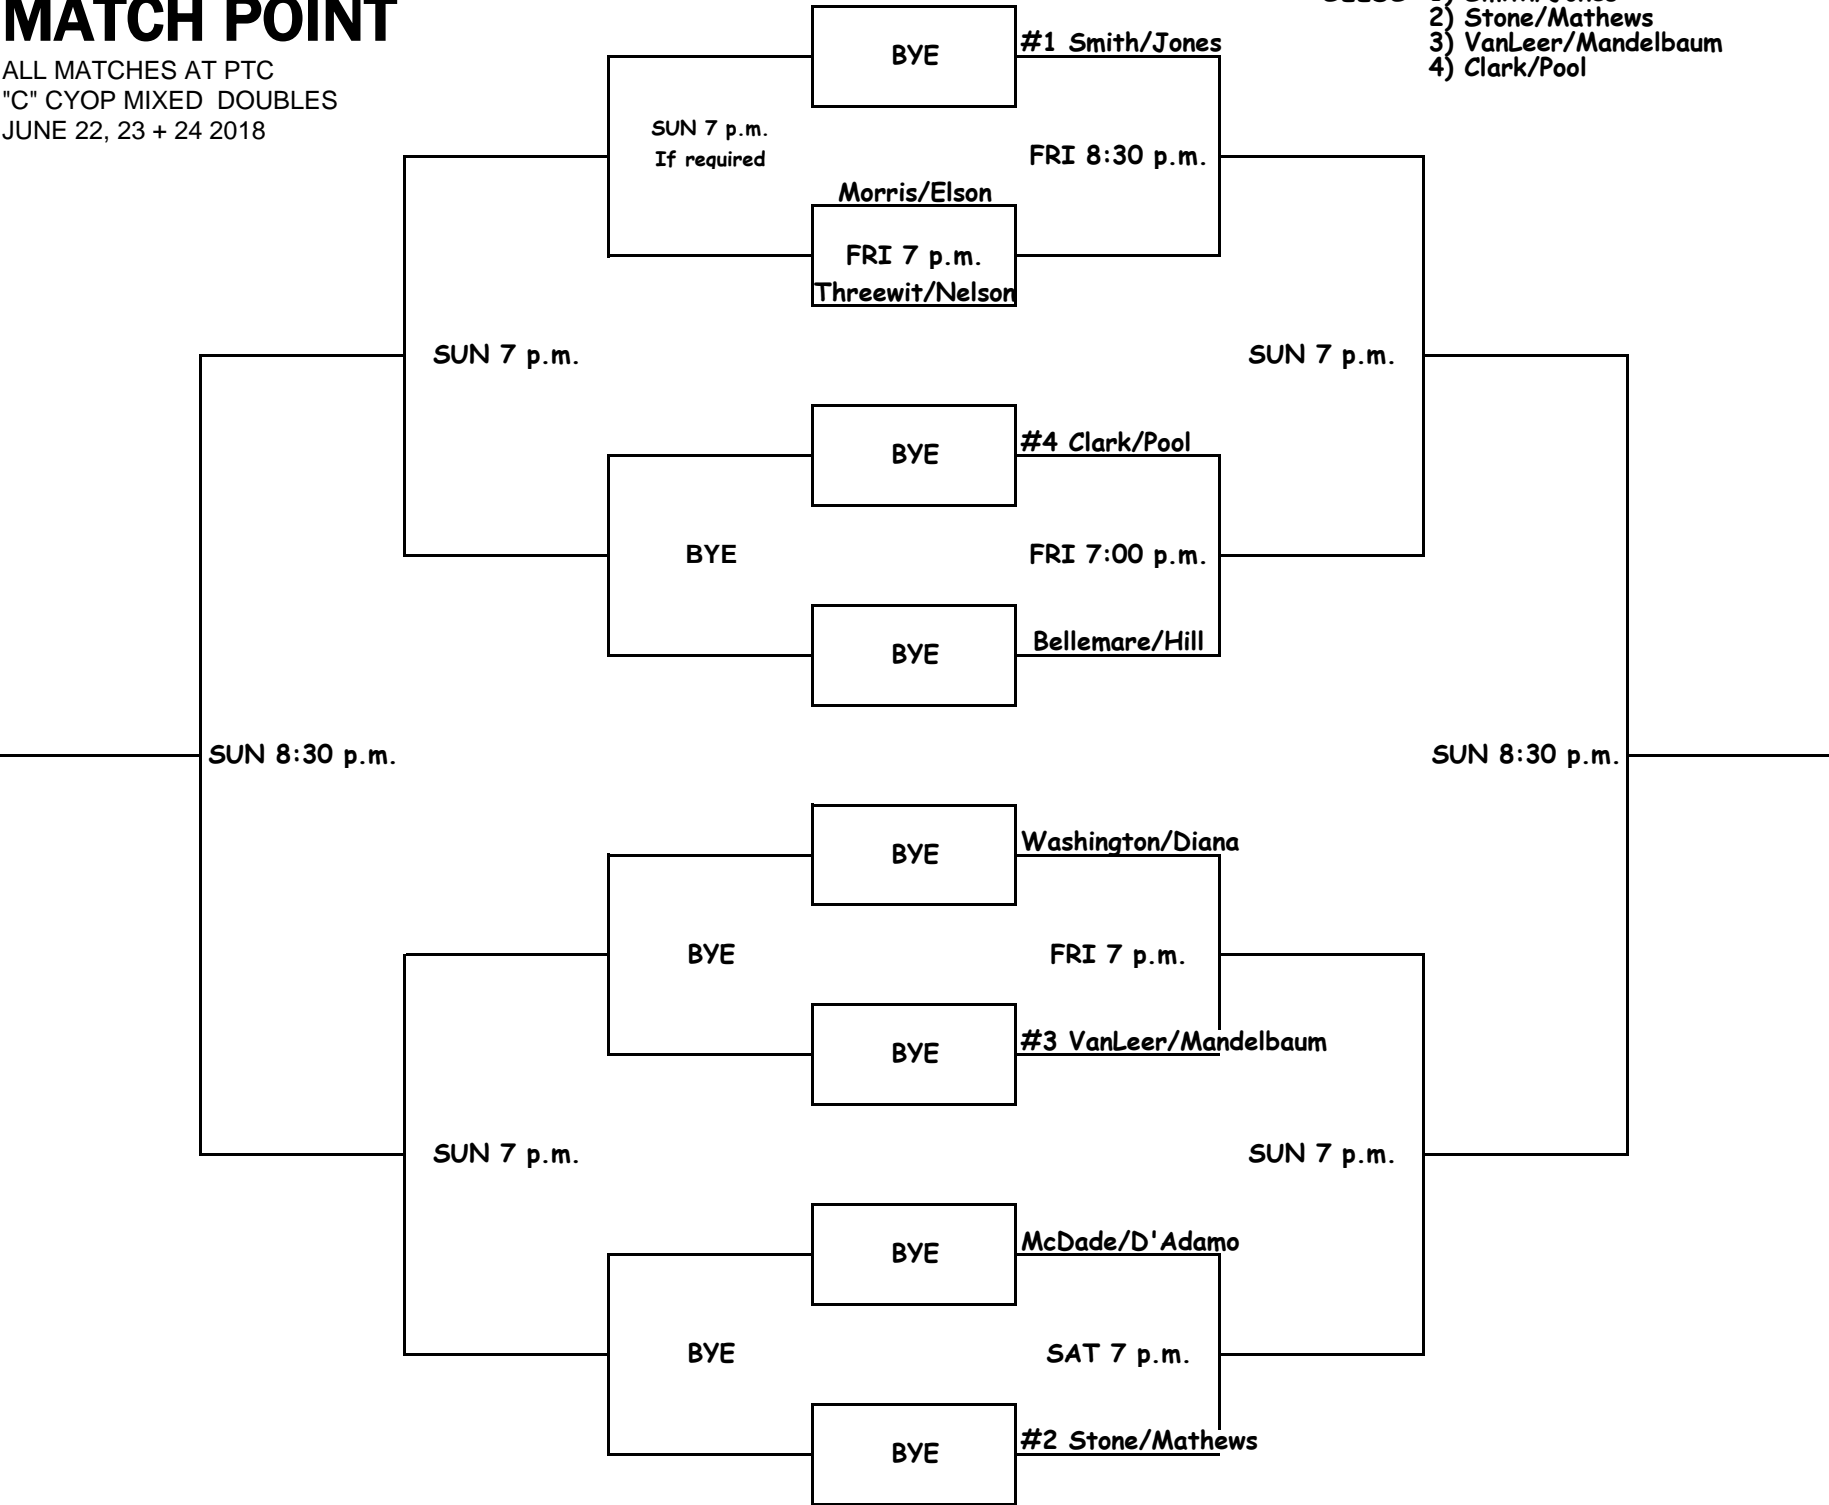 MATCH POINT
ALL MATCHES AT PTC
"C" CYOP MIXED DOUBLES
JUNE 22, 23 + 24 2018
2) Stone/Mathews
3) VanLeer/Mandelbaum
4) Clark/Pool
BYE
#1 Smith/Jones
SUN 7 p.m.
If required
FRI 8:30 p.m.
Morris/Elson
FRI 7 p.m.
Threewit/Nelson
SUN 7 p.m.
SUN 7 p.m.
BYE
#4 Clark/Pool
BYE
FRI 7:00 p.m.
BYE
Bellemare/Hill
SUN 8:30 p.m.
SUN 8:30 p.m.
BYE
Washington/Diana
BYE
FRI 7 p.m.
BYE
#3 VanLeer/Mandelbaum
SUN 7 p.m.
SUN 7 p.m.
BYE
McDade/D'Adamo
BYE
SAT 7 p.m.
BYE
#2 Stone/Mathews